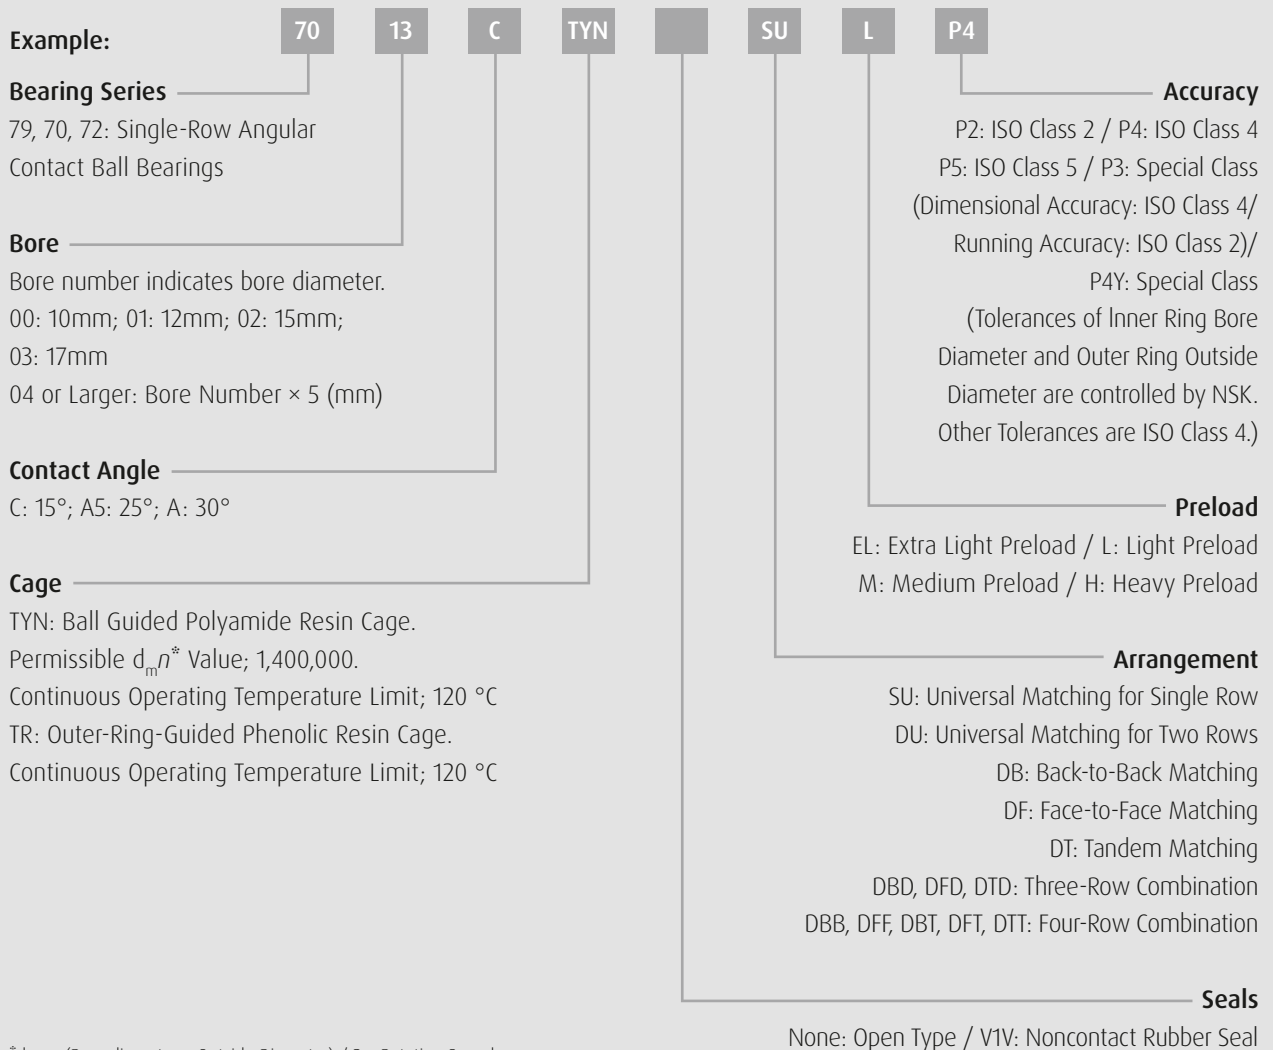 Example: 70 13 C TYN SU L P4
Bearing Series
79, 70, 72: Single-Row Angular
Contact Ball Bearings
Bore
Bore number indicates bore diameter.
00: 10mm; 01: 12mm; 02: 15mm;
03: 17mm
04 or Larger: Bore Number × 5 (mm)
Contact Angle
C: 15°; A5: 25°; A: 30°
Cage
TYN: Ball Guided Polyamide Resin Cage.
Permissible dmn* Value; 1,400,000.
Continuous Operating Temperature Limit; 120 °C
TR: Outer-Ring-Guided Phenolic Resin Cage.
Continuous Operating Temperature Limit; 120 °C
Accuracy
P2: ISO Class 2 / P4: ISO Class 4
P5: ISO Class 5 / P3: Special Class
(Dimensional Accuracy: ISO Class 4/
Running Accuracy: ISO Class 2)/
P4Y: Special Class
(Tolerances of lnner Ring Bore
Diameter and Outer Ring Outside
Diameter are controlled by NSK.
Other Tolerances are ISO Class 4.)
Preload
EL: Extra Light Preload / L: Light Preload
M: Medium Preload / H: Heavy Preload
Arrangement
SU: Universal Matching for Single Row
DU: Universal Matching for Two Rows
DB: Back-to-Back Matching
DF: Face-to-Face Matching
DT: Tandem Matching
DBD, DFD, DTD: Three-Row Combination
DBB, DFF, DBT, DFT, DTT: Four-Row Combination
Seals
None: Open Type / V1V: Noncontact Rubber Seal